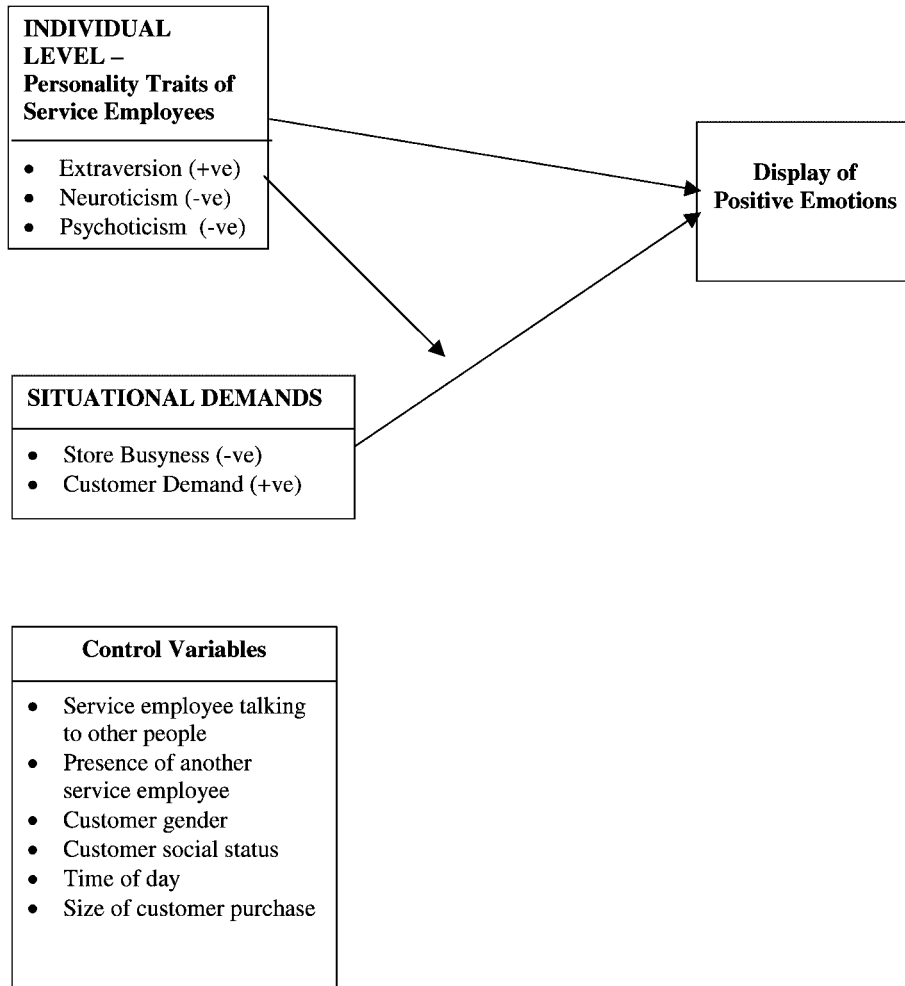 INDIVIDUAL
LEVEL –
Personality Traits of
Service Employees
• Extraversion (+ve)
• Neuroticism (-ve)
• Psychoticism (-ve)
Display of
Positive Emotions
SITUATIONAL DEMANDS
• Store Busyness (-ve)
• Customer Demand (+ve)
Control Variables
• Service employee talking
to other people
• Presence of another
service employee
• Customer gender
• Customer social status
• Time of day
• Size of customer purchase